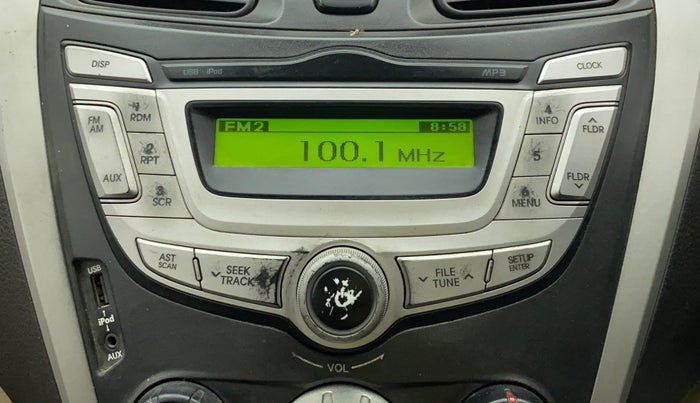 DISP
USB · iPod
MP3
CLOCK
FM2
8:58
100.1 MHz
FM
AM
AUX
1
RDM
2
RPT
3
SCR
4
INFO
5
6
MENU
FLDR
FLDR
AST
SCAN
SEEK
TRACK
FILE
TUNE
SETUP
ENTER
USB
iPod
AUX
VOL